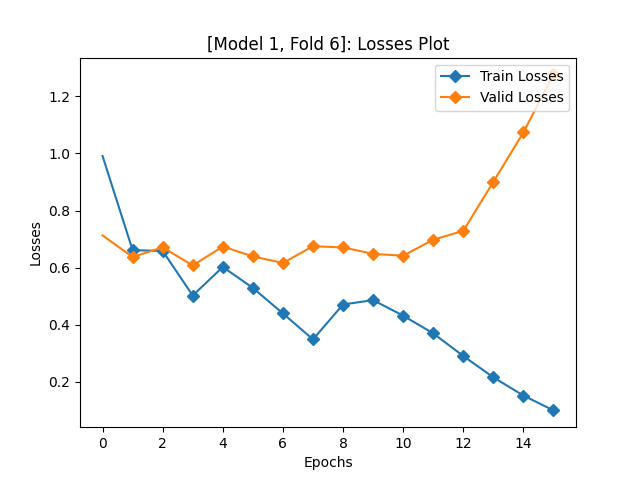 [Model 1, Fold 6]: Losses Plot
Train Losses
Valid Losses
Losses
1.2
1.0
0.8
0.6
0.4
0.2
0 2 4 6 8 10 12 14
Epochs